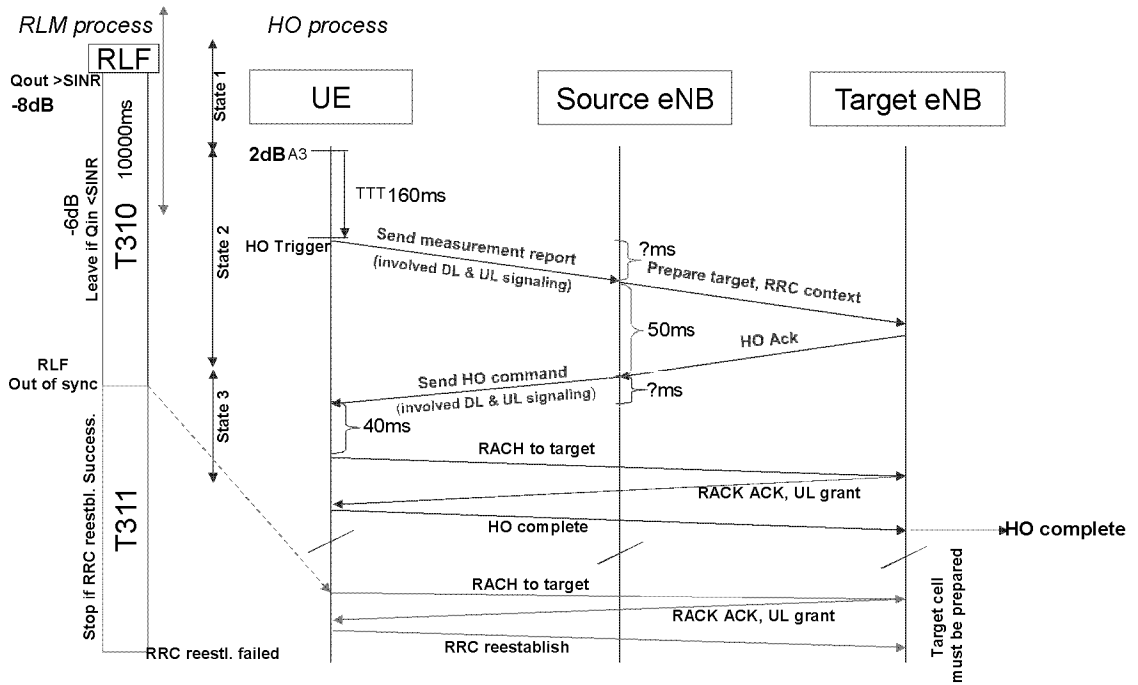 RLM process
HO process
RLF
Qout >SINR
-8dB
State 1
UE
Source eNB
Target eNB
10000ms
T310
-6dB
Leave if Qin <SINR
2dB A3
TTT 160ms
State 2
HO Trigger
Send measurement report
(involved DL & UL signaling)
?ms
Prepare target, RRC context
50ms
HO Ack
RLF
Out of sync
Send HO command
(involved DL & UL signaling)
?ms
State 3
40ms
RACH to target
RACK ACK, UL grant
HO complete
HO complete
T311
Stop if RRC reestbl. Success.
RACH to target
RACK ACK, UL grant
RRC reestablish
RRC reestl. failed
Target cell
must be prepared